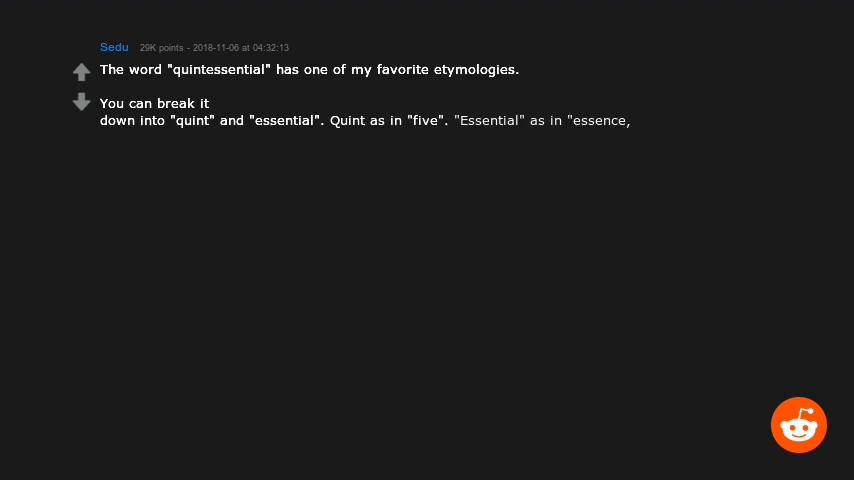 Sedu 29K points - 2018-11-06 at 04:32:13
The word "quintessential" has one of my favorite etymologies.
You can break it
down into "quint" and "essential". Quint as in "five". "Essential" as in "essence,